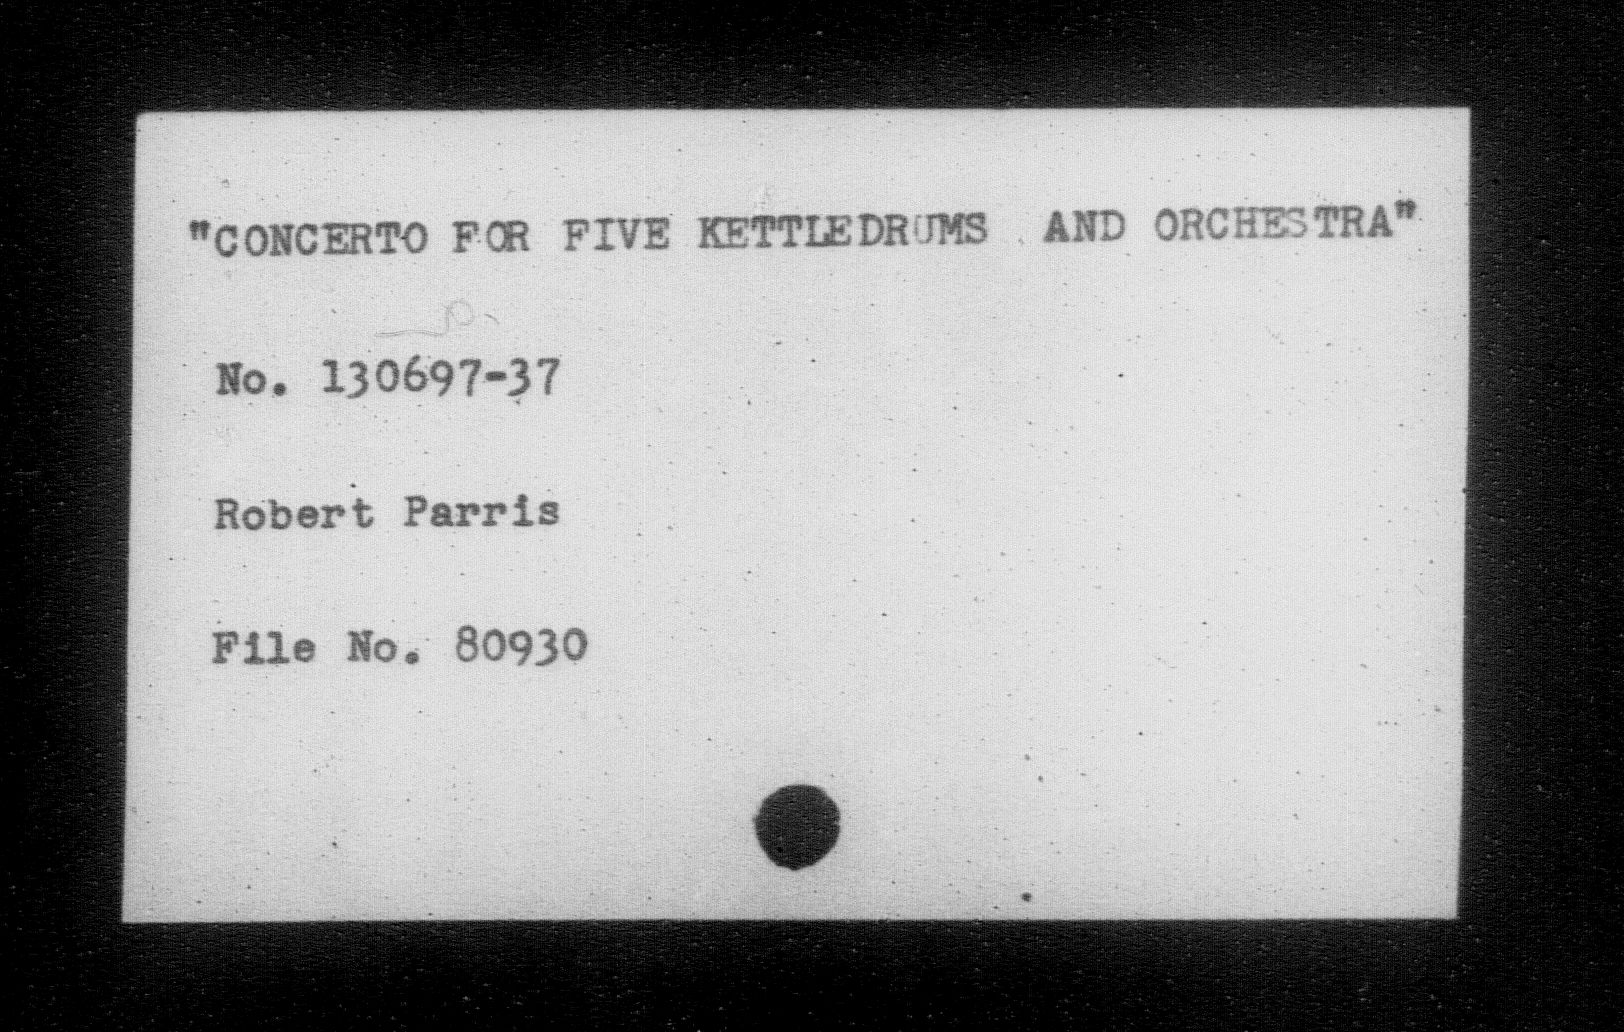 "CONCERTO FOR FIVE KETTLEDRUMS AND ORCHESTRA"
No. 130697-37
Robert Parris
File No. 80930